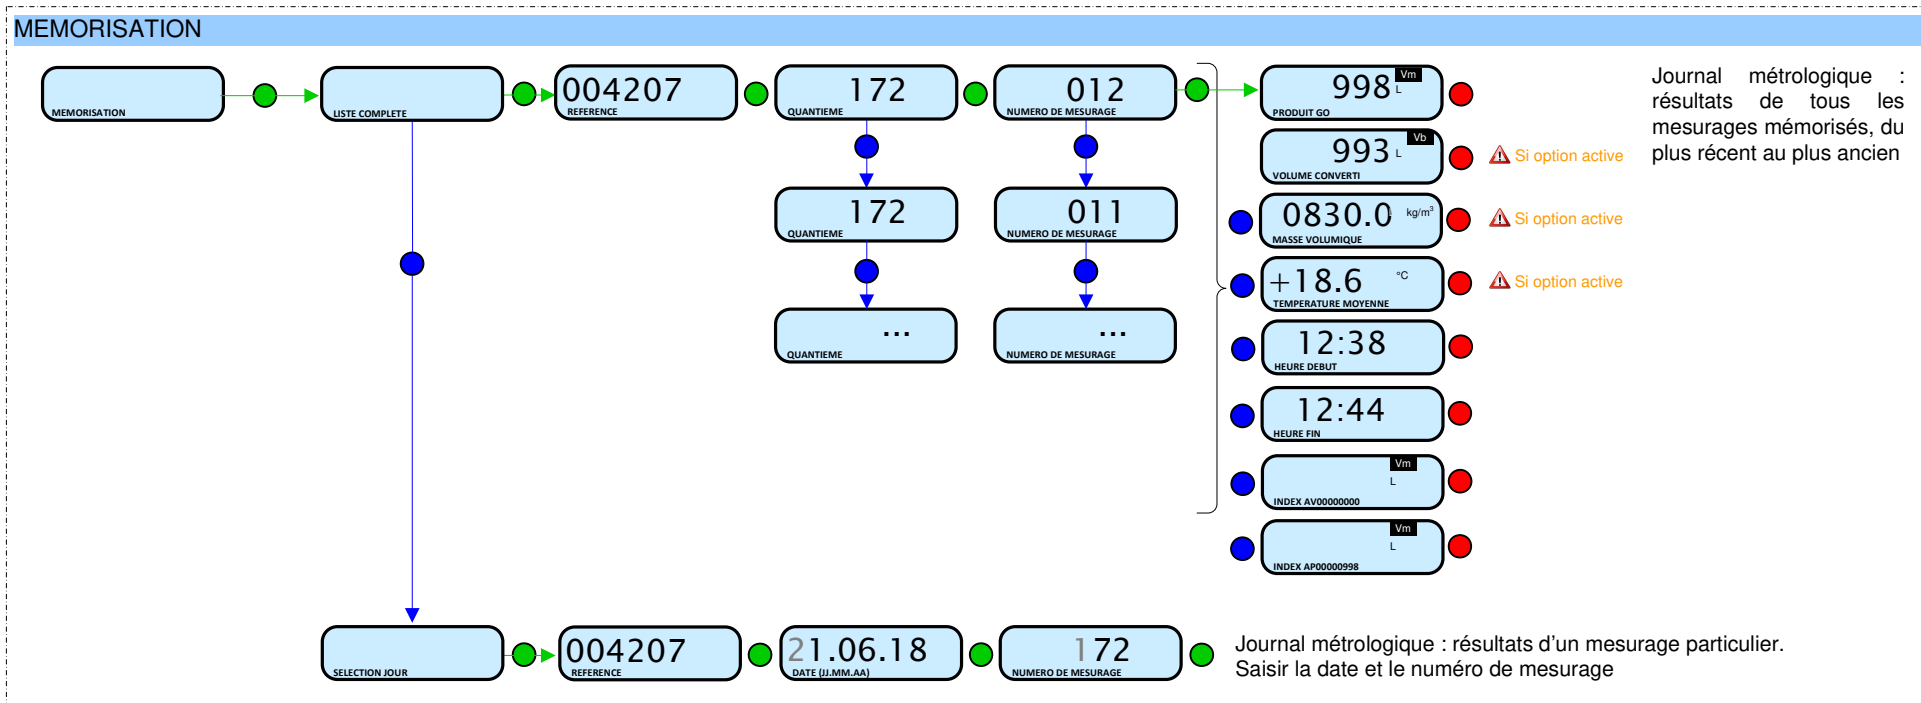 MEMORISATION
MEMORISATION
LISTE COMPLETE
004207
REFERENCE
172
QUANTIEME
012
NUMERO DE MESURAGE
998 Vm L
PRODUIT GO
Journal métrologique :
résultats de tous les
mesurages mémorisés, du
plus récent au plus ancien
993 Vb L
VOLUME CONVERTI
Si option active
172
QUANTIEME
011
NUMERO DE MESURAGE
0830.0 kg/m³
MASSE VOLUMIQUE
Si option active
+18.6 °C
TEMPERATURE MOYENNE
Si option active
...
QUANTIEME
...
NUMERO DE MESURAGE
12:38
HEURE DEBUT
12:44
HEURE FIN
Vm
L
INDEX AV00000000
Vm
L
INDEX AP00000998
SELECTION JOUR
004207
REFERENCE
21.06.18
DATE (JJ.MM.AA)
172
NUMERO DE MESURAGE
Journal métrologique : résultats d'un mesurage particulier.
Saisir la date et le numéro de mesurage